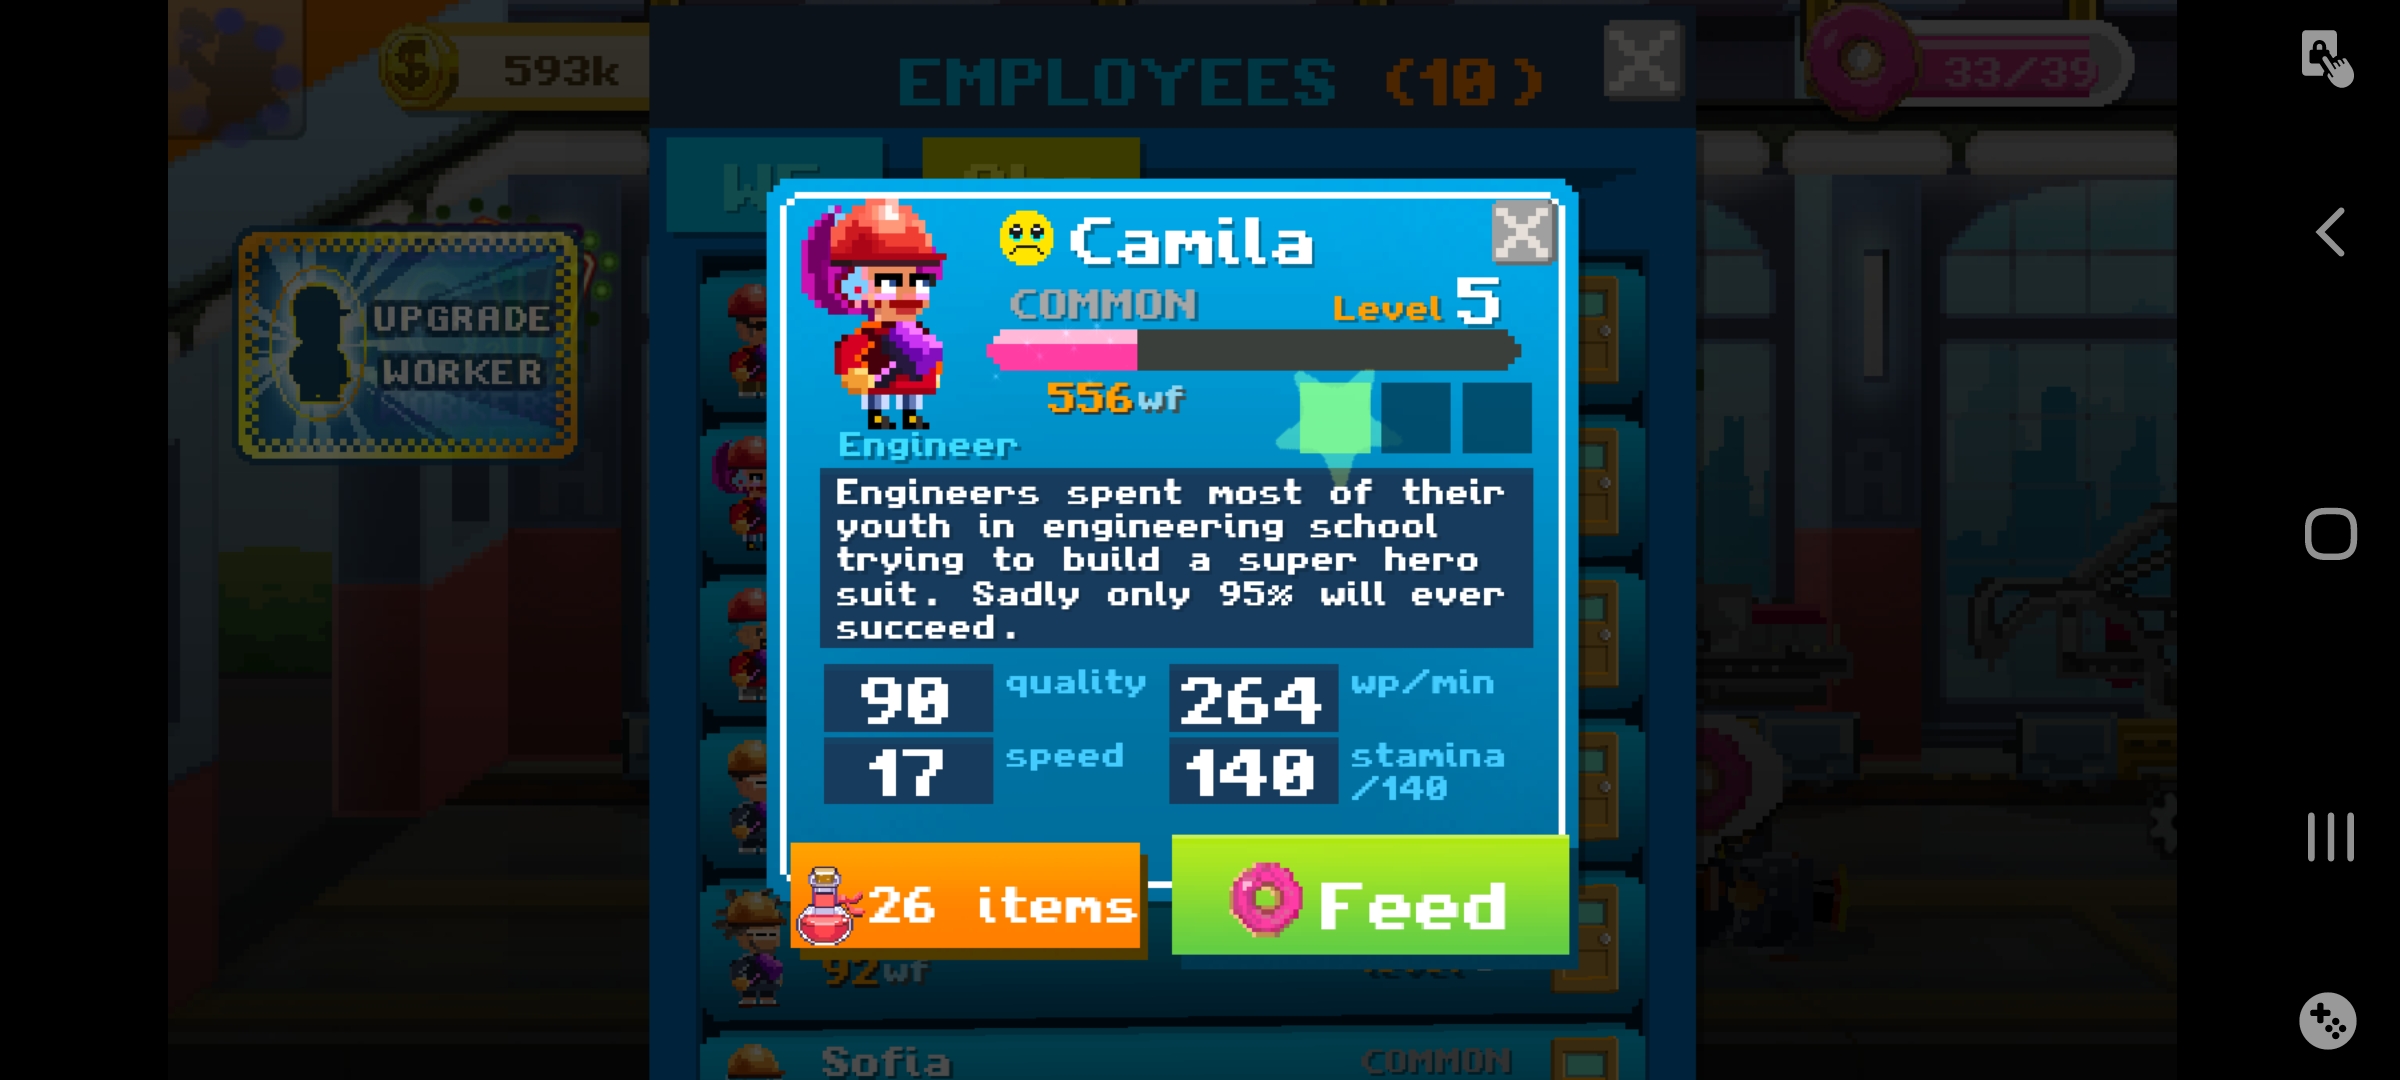 593k
EMPLOYEES (10)
33/39
UPGRADE
WORKER
Camila
COMMON
Level 5
556wf
Engineer
Engineers spent most of their
youth in engineering school
trying to build a super hero
suit. Sadly only 95% will ever
succeed.
90 quality
264 wp/min
17 speed
140 stamina
/140
26 items
Feed
92wf
Sofia
COMMON